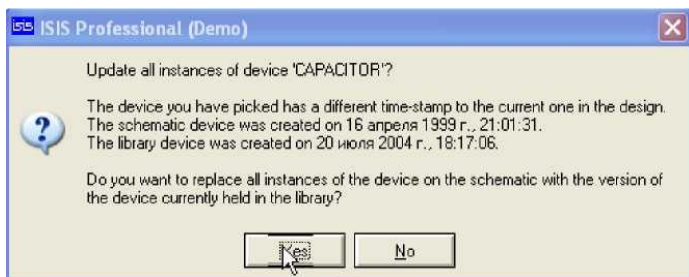 isis ISIS Professional (Demo)
Update all instances of device 'CAPACITOR'?
The device you have picked has a different time-stamp to the current one in the design.
The schematic device was created on 16 апреля 1999 г., 21:01:31.
The library device was created on 20 июля 2004 г., 18:17:06.
Do you want to replace all instances of the device on the schematic with the version of
the device currently held in the library?
Yes No